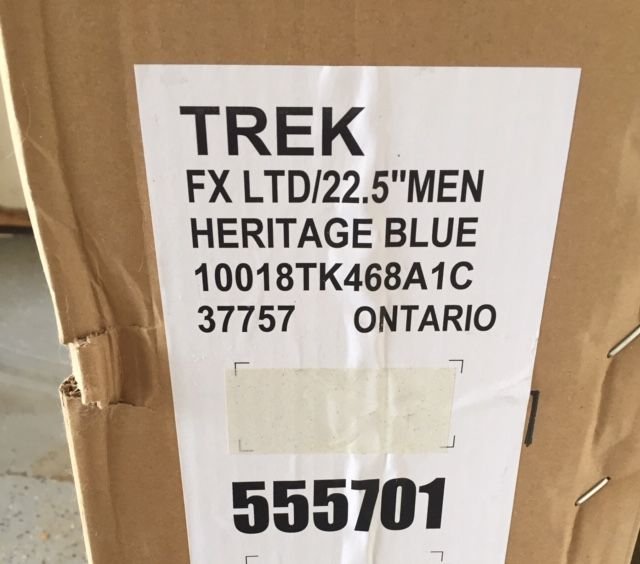 TREK
FX LTD/22.5"MEN
HERITAGE BLUE
10018TK468A1C
37757 ONTARIO
555701